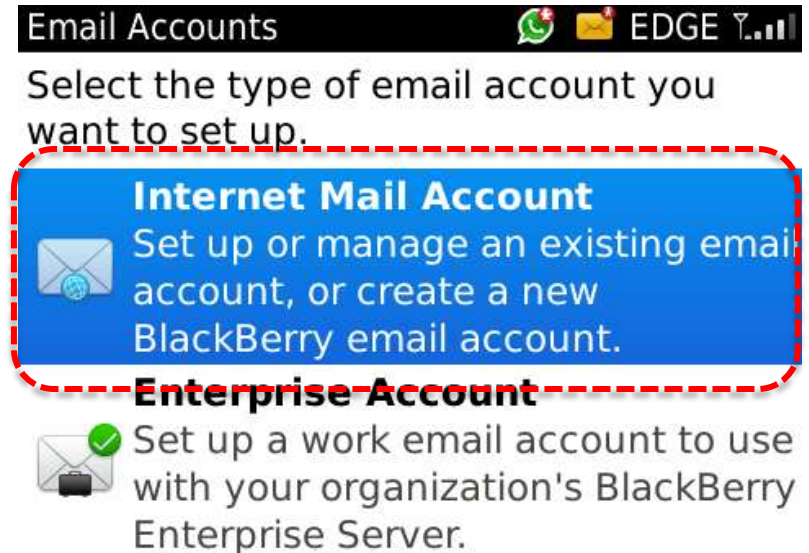 Email Accounts EDGE
Select the type of email account you
want to set up.
Internet Mail Account
Set up or manage an existing email
account, or create a new
BlackBerry email account.
Enterprise Account
Set up a work email account to use
with your organization's BlackBerry
Enterprise Server.